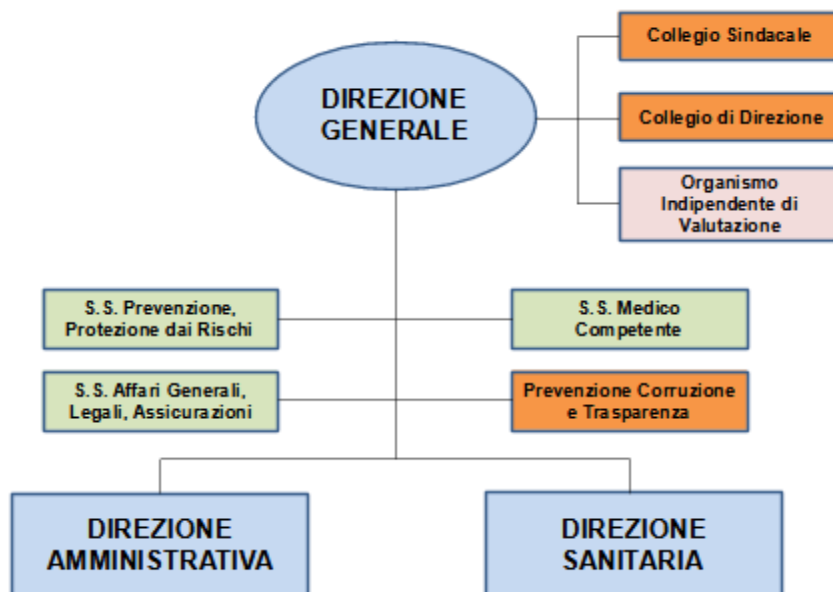 DIREZIONE
GENERALE
Collegio Sindacale
Collegio di Direzione
Organismo
Indipendente di
Valutazione
S.S. Prevenzione,
Protezione dai Rischi
S.S. Medico
Competente
S.S. Affari Generali,
Legali, Assicurazioni
Prevenzione Corruzione
e Trasparenza
DIREZIONE
AMMINISTRATIVA
DIREZIONE
SANITARIA